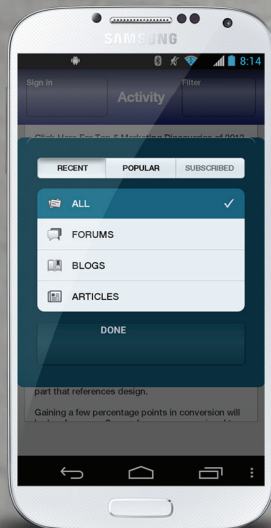 SAMSUNG
8:14
Sign in
Activity
Filter
Click Here For Top 5 Marketing Discoveries of 2012
RECENT
POPULAR
SUBSCRIBED
ALL
FORUMS
BLOGS
ARTICLES
DONE
part that references design.
Gaining a few percentage points in conversion will